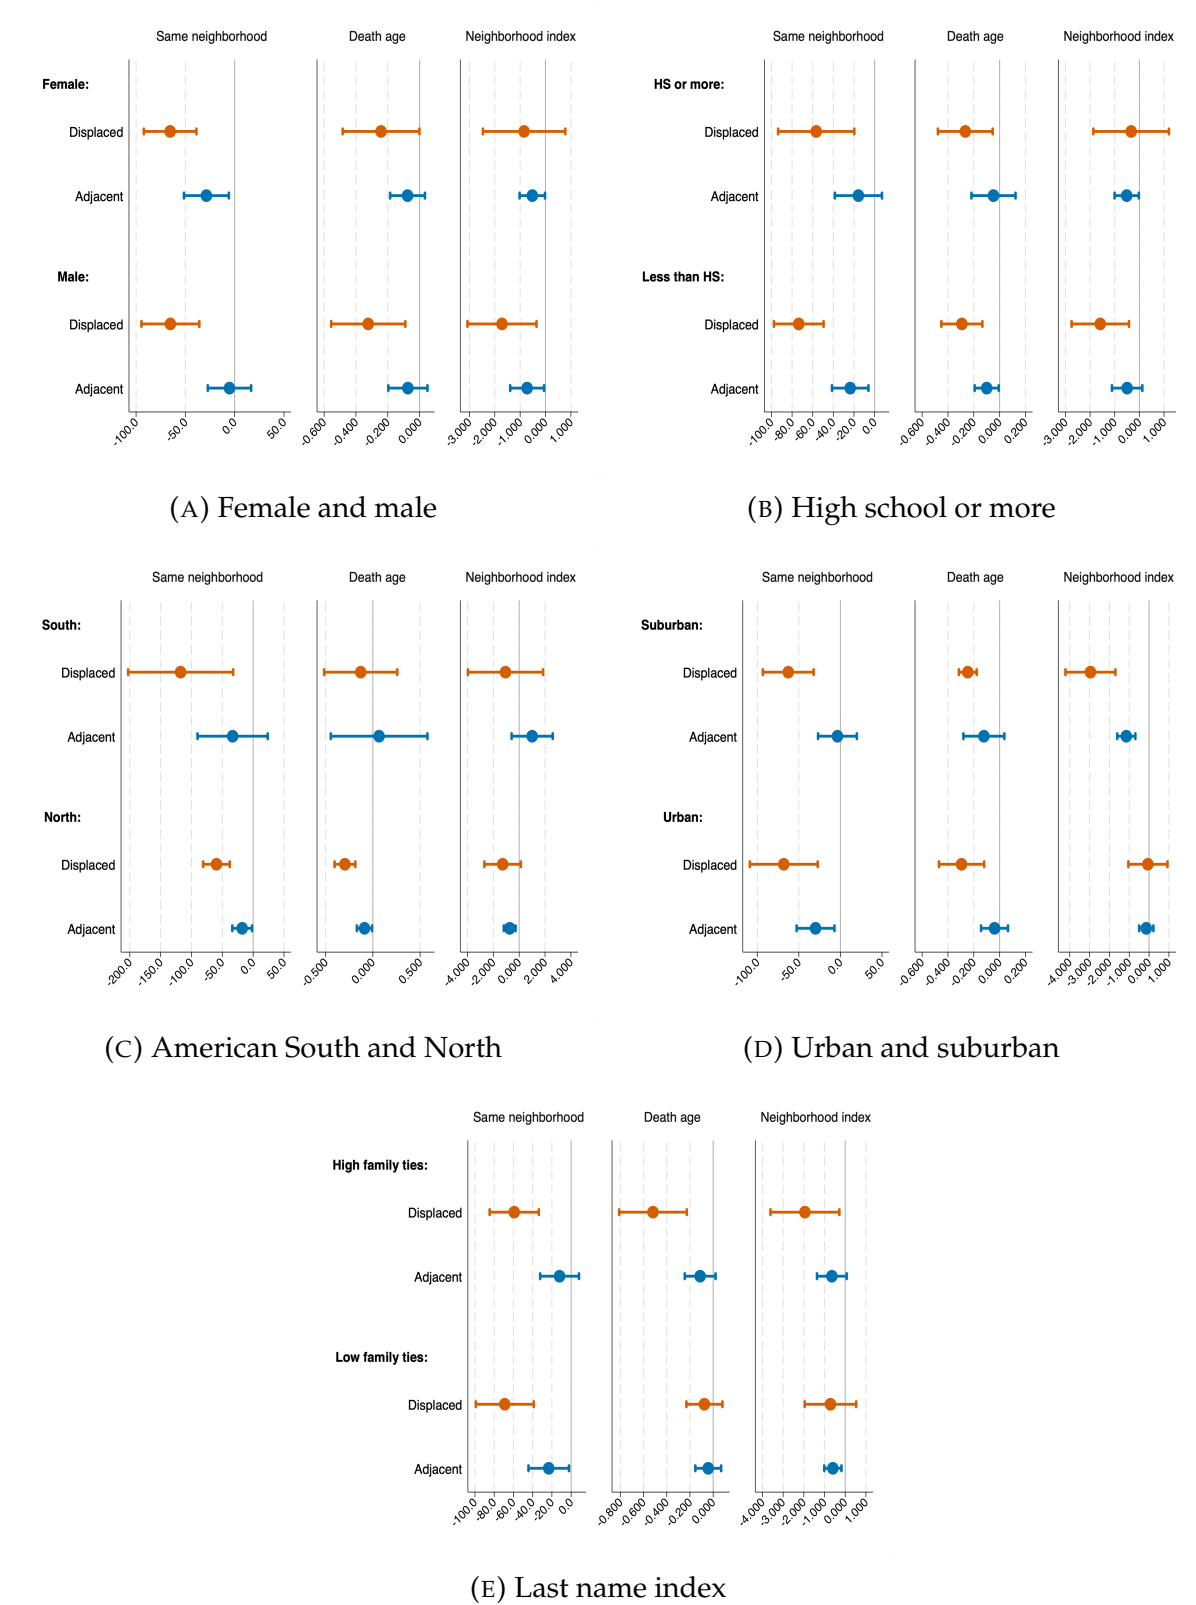 Same neighborhood Death age Neighborhood index
Female:
Displaced
Adjacent
Male:
Displaced
Adjacent
-100.0 -50.0 0.0 50.0 -0.600 -0.400 -0.200 0.000 -3.000 -2.000 -1.000 0.000 1.000
(A) Female and male
Same neighborhood Death age Neighborhood index
HS or more:
Displaced
Adjacent
Less than HS:
Displaced
Adjacent
-100.0 -80.0 -60.0 -40.0 -20.0 0.0 -0.600 -0.400 -0.200 0.000 0.200 -3.000 -2.000 -1.000 0.000 1.000
(B) High school or more
Same neighborhood Death age Neighborhood index
South:
Displaced
Adjacent
North:
Displaced
Adjacent
-200.0 -150.0 -100.0 -50.0 0.0 50.0 -0.500 0.000 0.500 -4.000 -2.000 0.000 2.000 4.000
(C) American South and North
Same neighborhood Death age Neighborhood index
Suburban:
Displaced
Adjacent
Urban:
Displaced
Adjacent
-100.0 -50.0 0.0 50.0 -0.600 -0.400 -0.200 0.000 0.200 -4.000 -3.000 -2.000 -1.000 0.000 1.000
(D) Urban and suburban
Same neighborhood Death age Neighborhood index
High family ties:
Displaced
Adjacent
Low family ties:
Displaced
Adjacent
-100.0 -80.0 -60.0 -40.0 -20.0 0.0 -0.800 -0.600 -0.400 -0.200 0.000 -4.000 -3.000 -2.000 -1.000 0.000 1.000
(E) Last name index